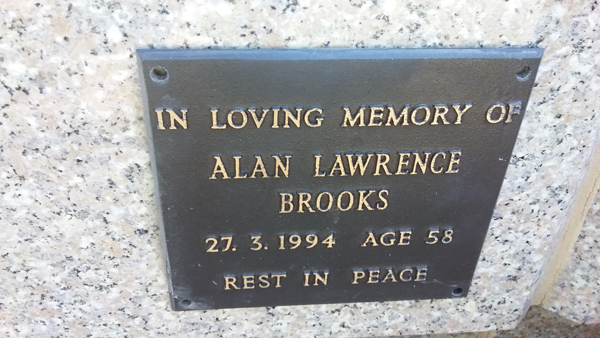 IN LOVING MEMORY OF
ALAN LAWRENCE
BROOKS
27. 3. 1994 AGE 58
REST IN PEACE